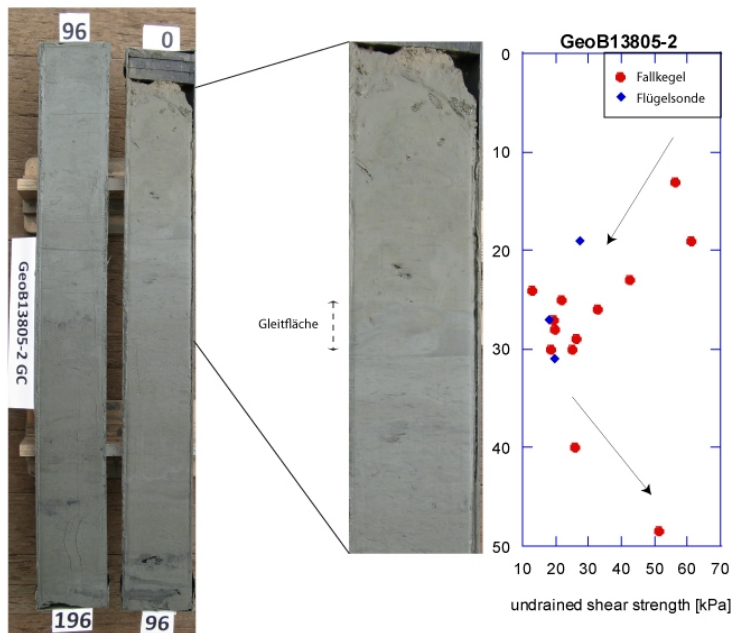 96
0
GeoB13805-2 GC
196
96
Gleitfläche
GeoB13805-2
Fallkegel
Flügelsonde
0
10
20
30
40
50
10 20 30 40 50 60 70
undrained shear strength [kPa]